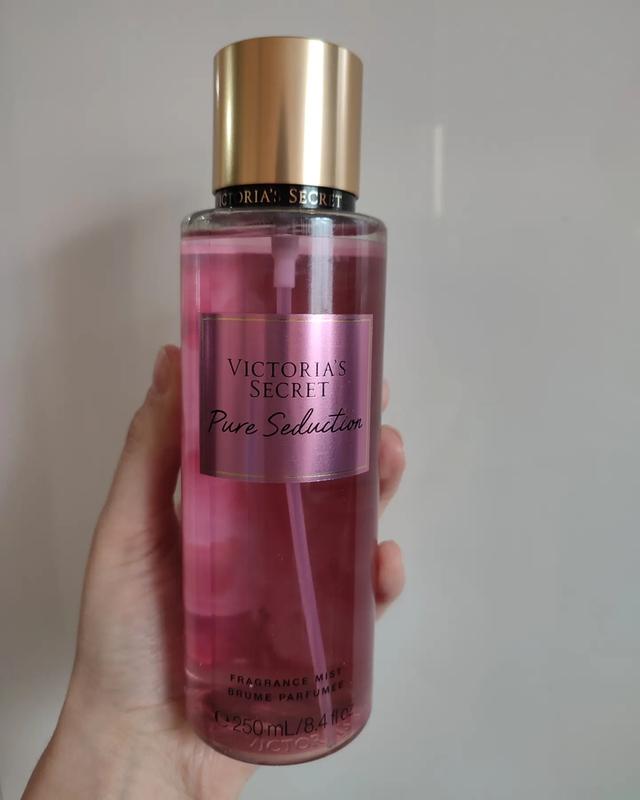 VICTORIA'S SECRET
VICTORIA'S
SECRET
Pure Seduction
FRAGRANCE MIST
BRUME PARFUMÉE
℮ 250 mL/8.4 fl oz